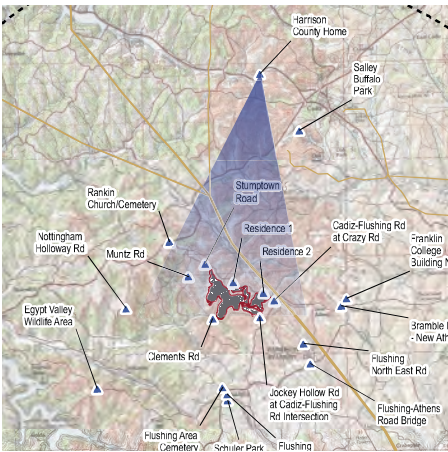 Harrison
County Home
Salley
Buffalo
Park
Rankin
Church/Cemetery
Stumptown
Road
Nottingham
Holloway Rd
Muntz Rd
Residence 1
Residence 2
Cadiz-Flushing Rd
at Crazy Rd
Franklin
College
Building N
Egypt Valley
Wildlife Area
Clements Rd
Bramble
- New Ath
Flushing
North East Rd
Jockey Hollow Rd
at Cadiz-Flushing
Rd Intersection
Flushing-Athens
Road Bridge
Flushing Area
Cemetery
Schuler Park
Flushing